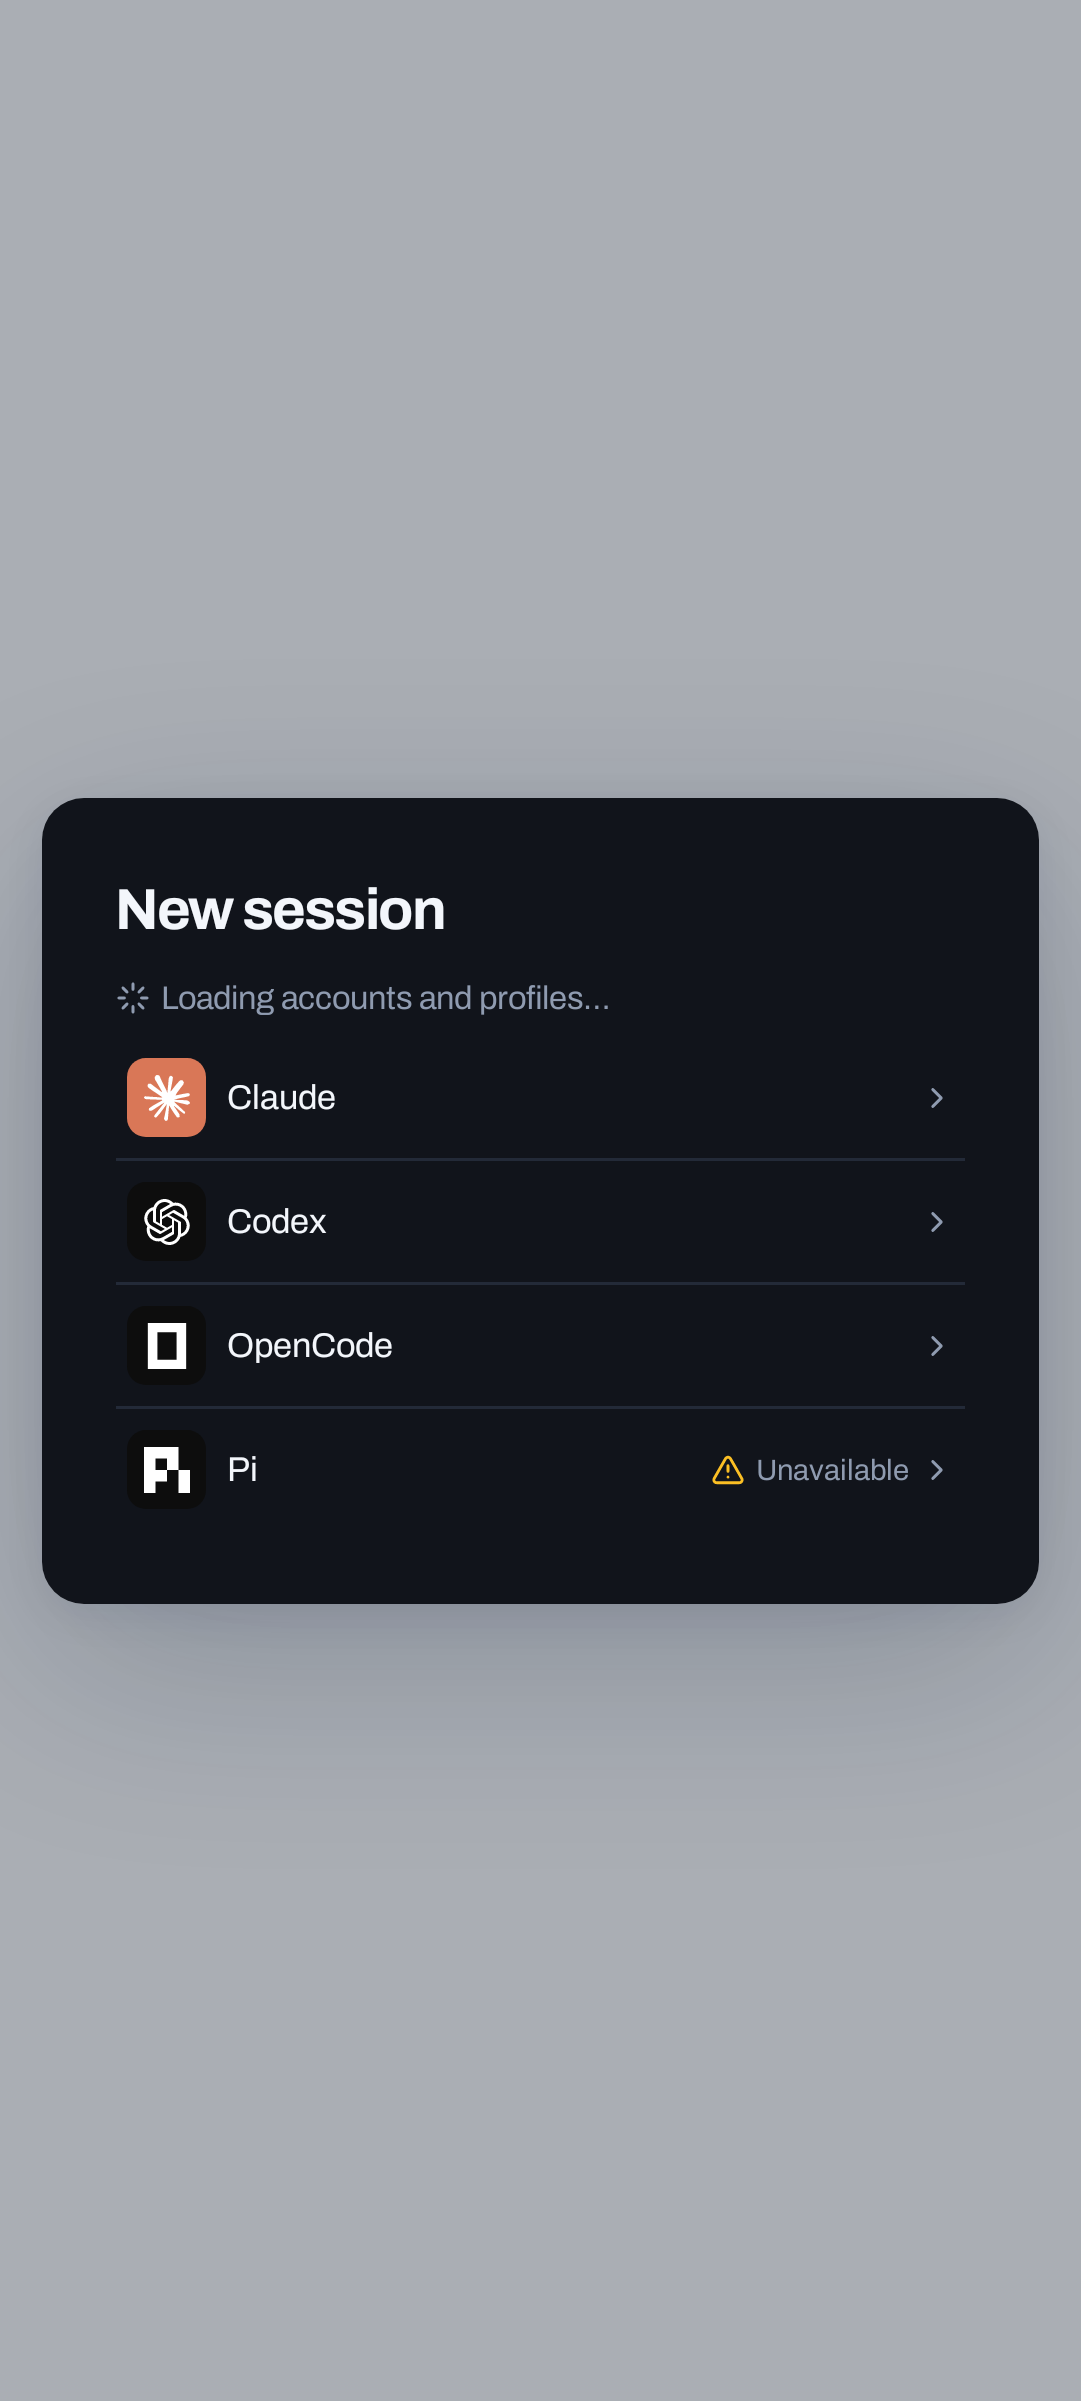 New session
Loading accounts and profiles...
Claude
Codex
OpenCode
Pi
Unavailable